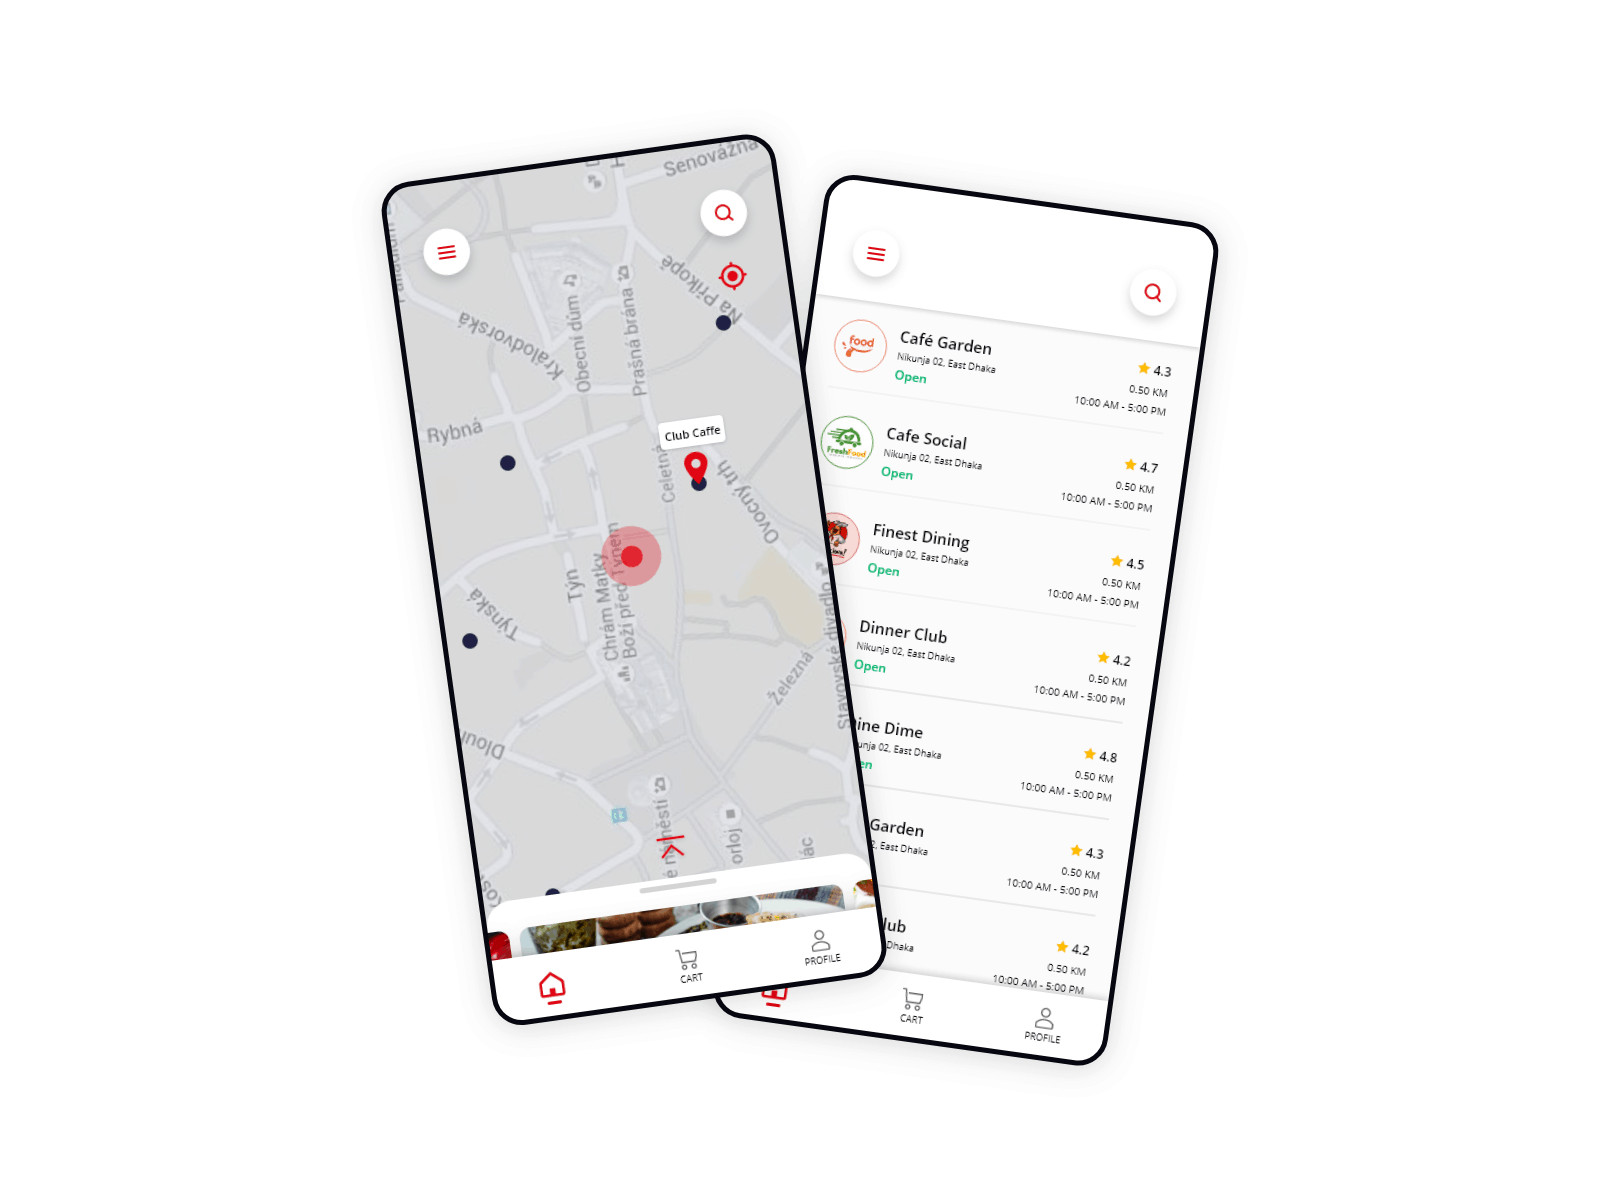 Senovážná
Na Příkopě
Králodvorská
Obecní dům
Prašná brána
Rybná
Club Caffe
Celetná
Ovocný trh
Týn
Chrám Matky
Boží před Týnem
Týnská
Stavovské divadlo
Železná
Dlouh
náměstí
orloj
CART
PROFILE
food
Café Garden
Nikunja 02, East Dhaka
Open
4.3
0.50 KM
10:00 AM - 5:00 PM
FreshFood
Cafe Social
Nikunja 02, East Dhaka
Open
4.7
0.50 KM
10:00 AM - 5:00 PM
Finest Dining
Nikunja 02, East Dhaka
Open
4.5
0.50 KM
10:00 AM - 5:00 PM
Dinner Club
Nikunja 02, East Dhaka
Open
4.2
0.50 KM
10:00 AM - 5:00 PM
ine Dime
unja 02, East Dhaka
en
4.8
0.50 KM
10:00 AM - 5:00 PM
Garden
2, East Dhaka
4.3
0.50 KM
10:00 AM - 5:00 PM
lub
Dhaka
4.2
0.50 KM
10:00 AM - 5:00 PM
CART
PROFILE